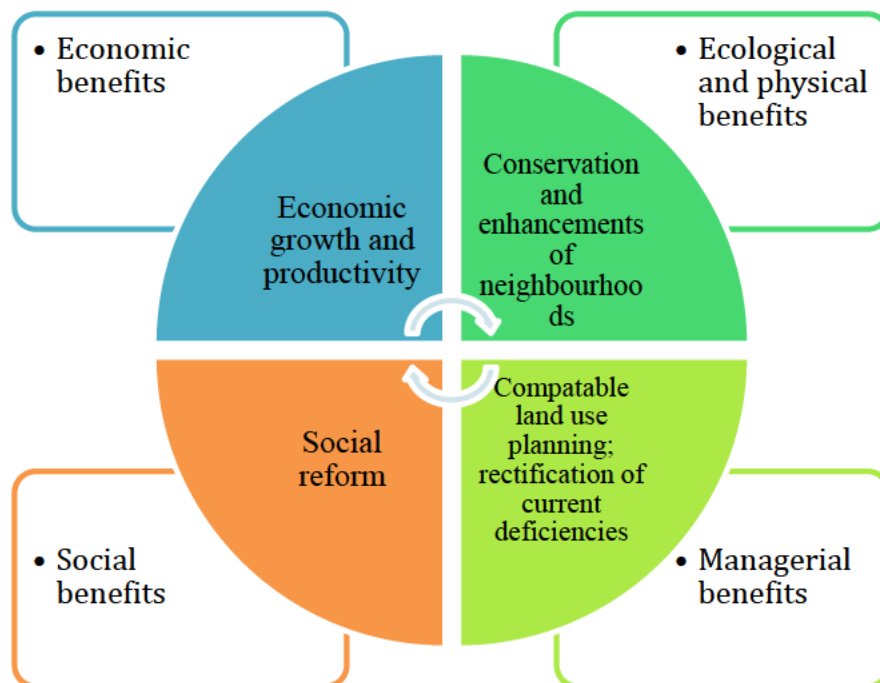 • Economic
benefits
• Ecological
and physical
benefits
Economic
growth and
productivity
Conservation
and
enhancements
of
neighbourhoo
ds
Social
reform
Compatable
land use
planning;
rectification of
current
deficiencies
• Social
benefits
• Managerial
benefits